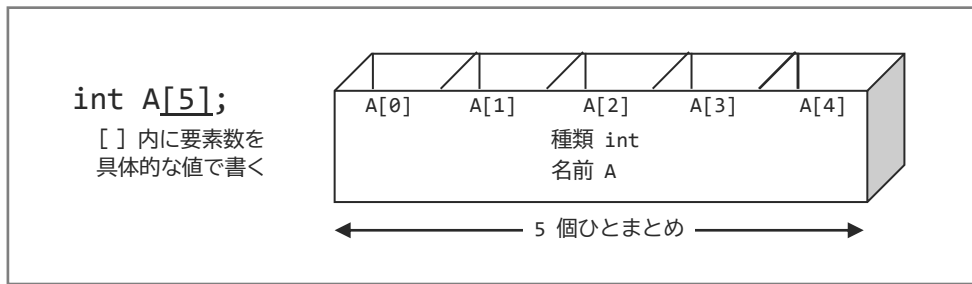 int A[5];
[ ] 内に要素数を
具体的な値で書く
A[0] A[1] A[2] A[3] A[4]
種類 int
名前 A
5 個ひとまとめ